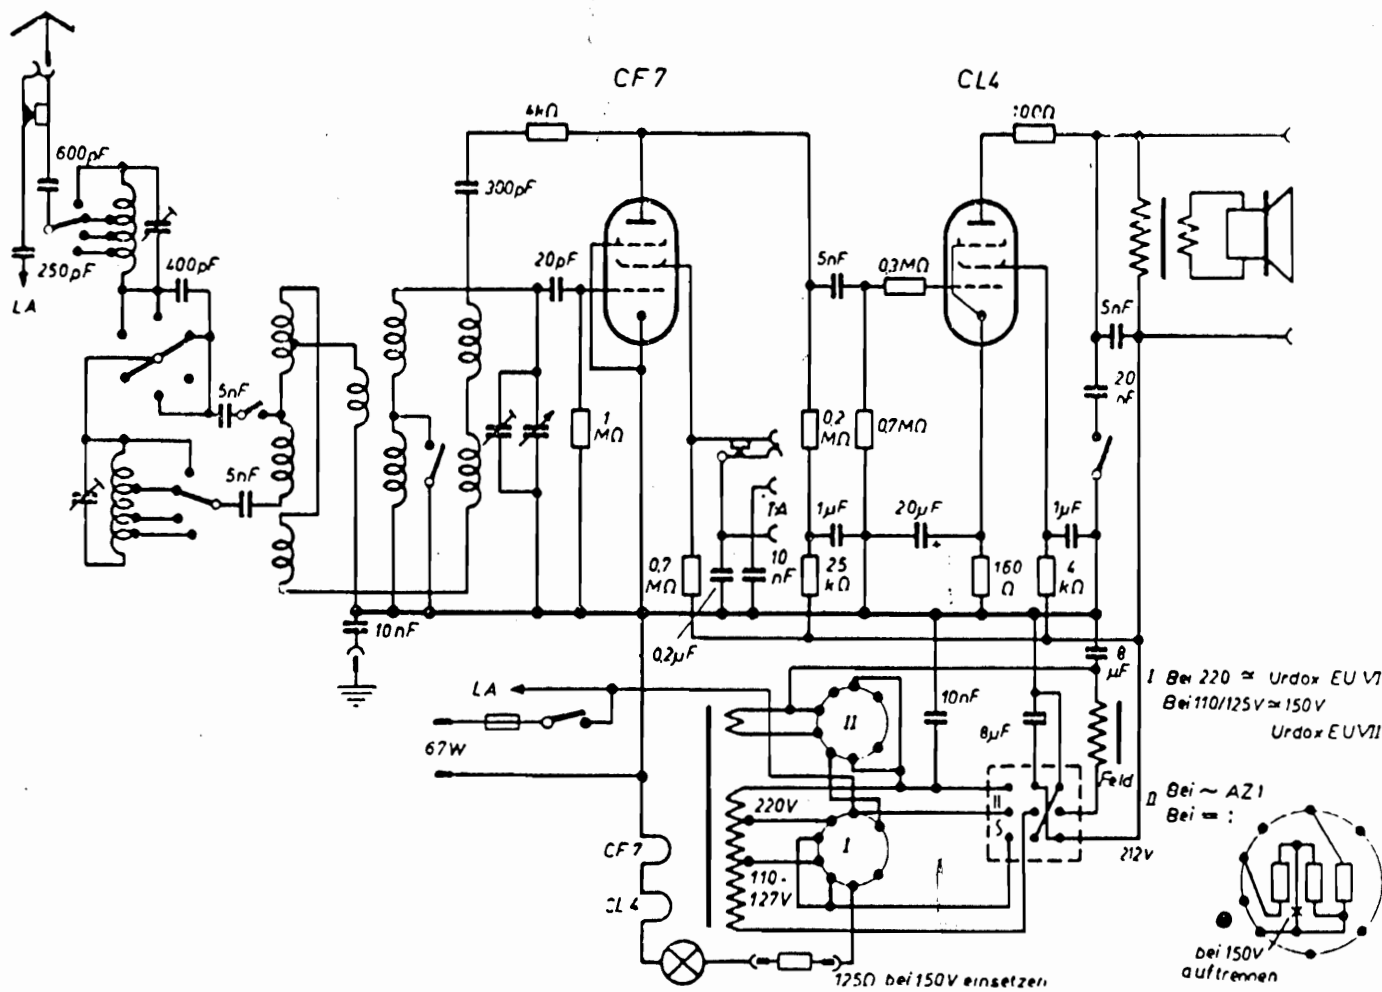 CF7
CL4
4kΩ
100Ω
600pF
300pF
250pF
400pF
LA
20pF
5nF
0,3MΩ
5nF
20
nF
5nF
1
MΩ
0,2
MΩ
0,7MΩ
5nF
TA
1µF
20µF
+
1µF
0,7
MΩ
10
nF
25
kΩ
160
Ω
4
kΩ
10nF
0,2µF
8
µF
LA
67W
II
10nF
8µF
Feld
I Bei 220 ≃ Urdox EU VI
Bei 110/125V ≃ 150V
Urdox EU VII
220V
I
110-
127V
II
S
212V
II Bei ~ AZ1
Bei = :
CF7
CL4
125Ω bei 150V einsetzen
bei 150V
auftrennen